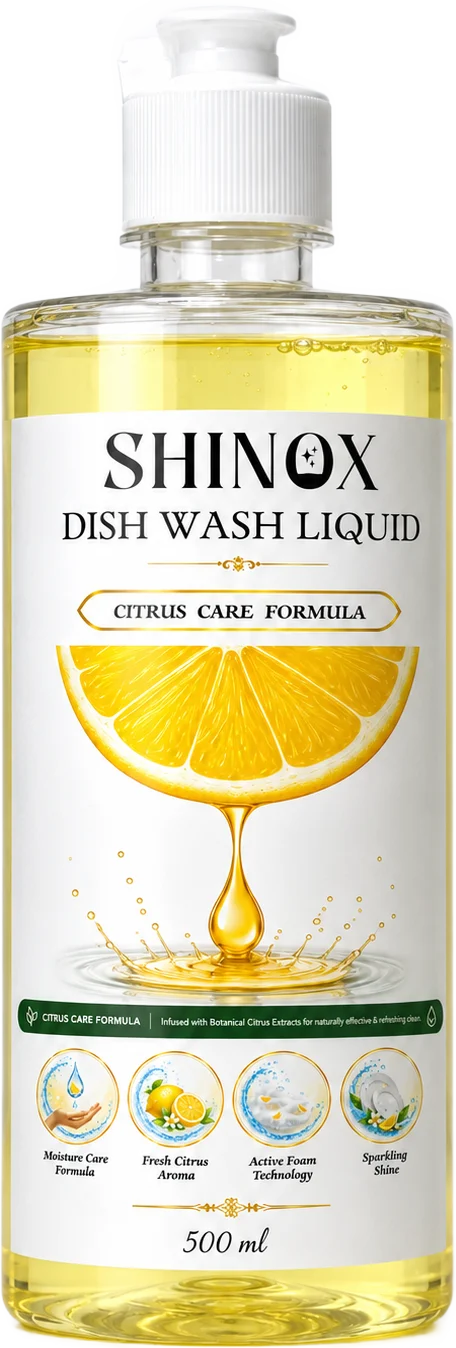 SHINOX
DISH WASH LIQUID
CITRUS CARE FORMULA
CITRUS CARE FORMULA | Infused with Botanical Citrus Extracts for naturally effective & refreshing clean.
Moisture Care
Formula
Fresh Citrus
Aroma
Active Foam
Technology
Sparkling
Shine
500 ml